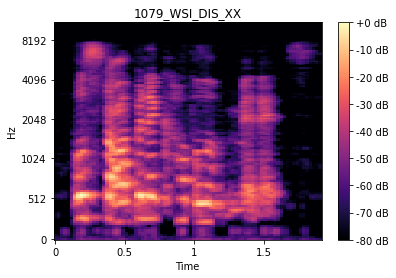 1079_WSI_DIS_XX
8192
4096
2048
1024
512
0
Hz
0
0.5
1
1.5
Time
+0 dB
-10 dB
-20 dB
-30 dB
-40 dB
-50 dB
-60 dB
-70 dB
-80 dB